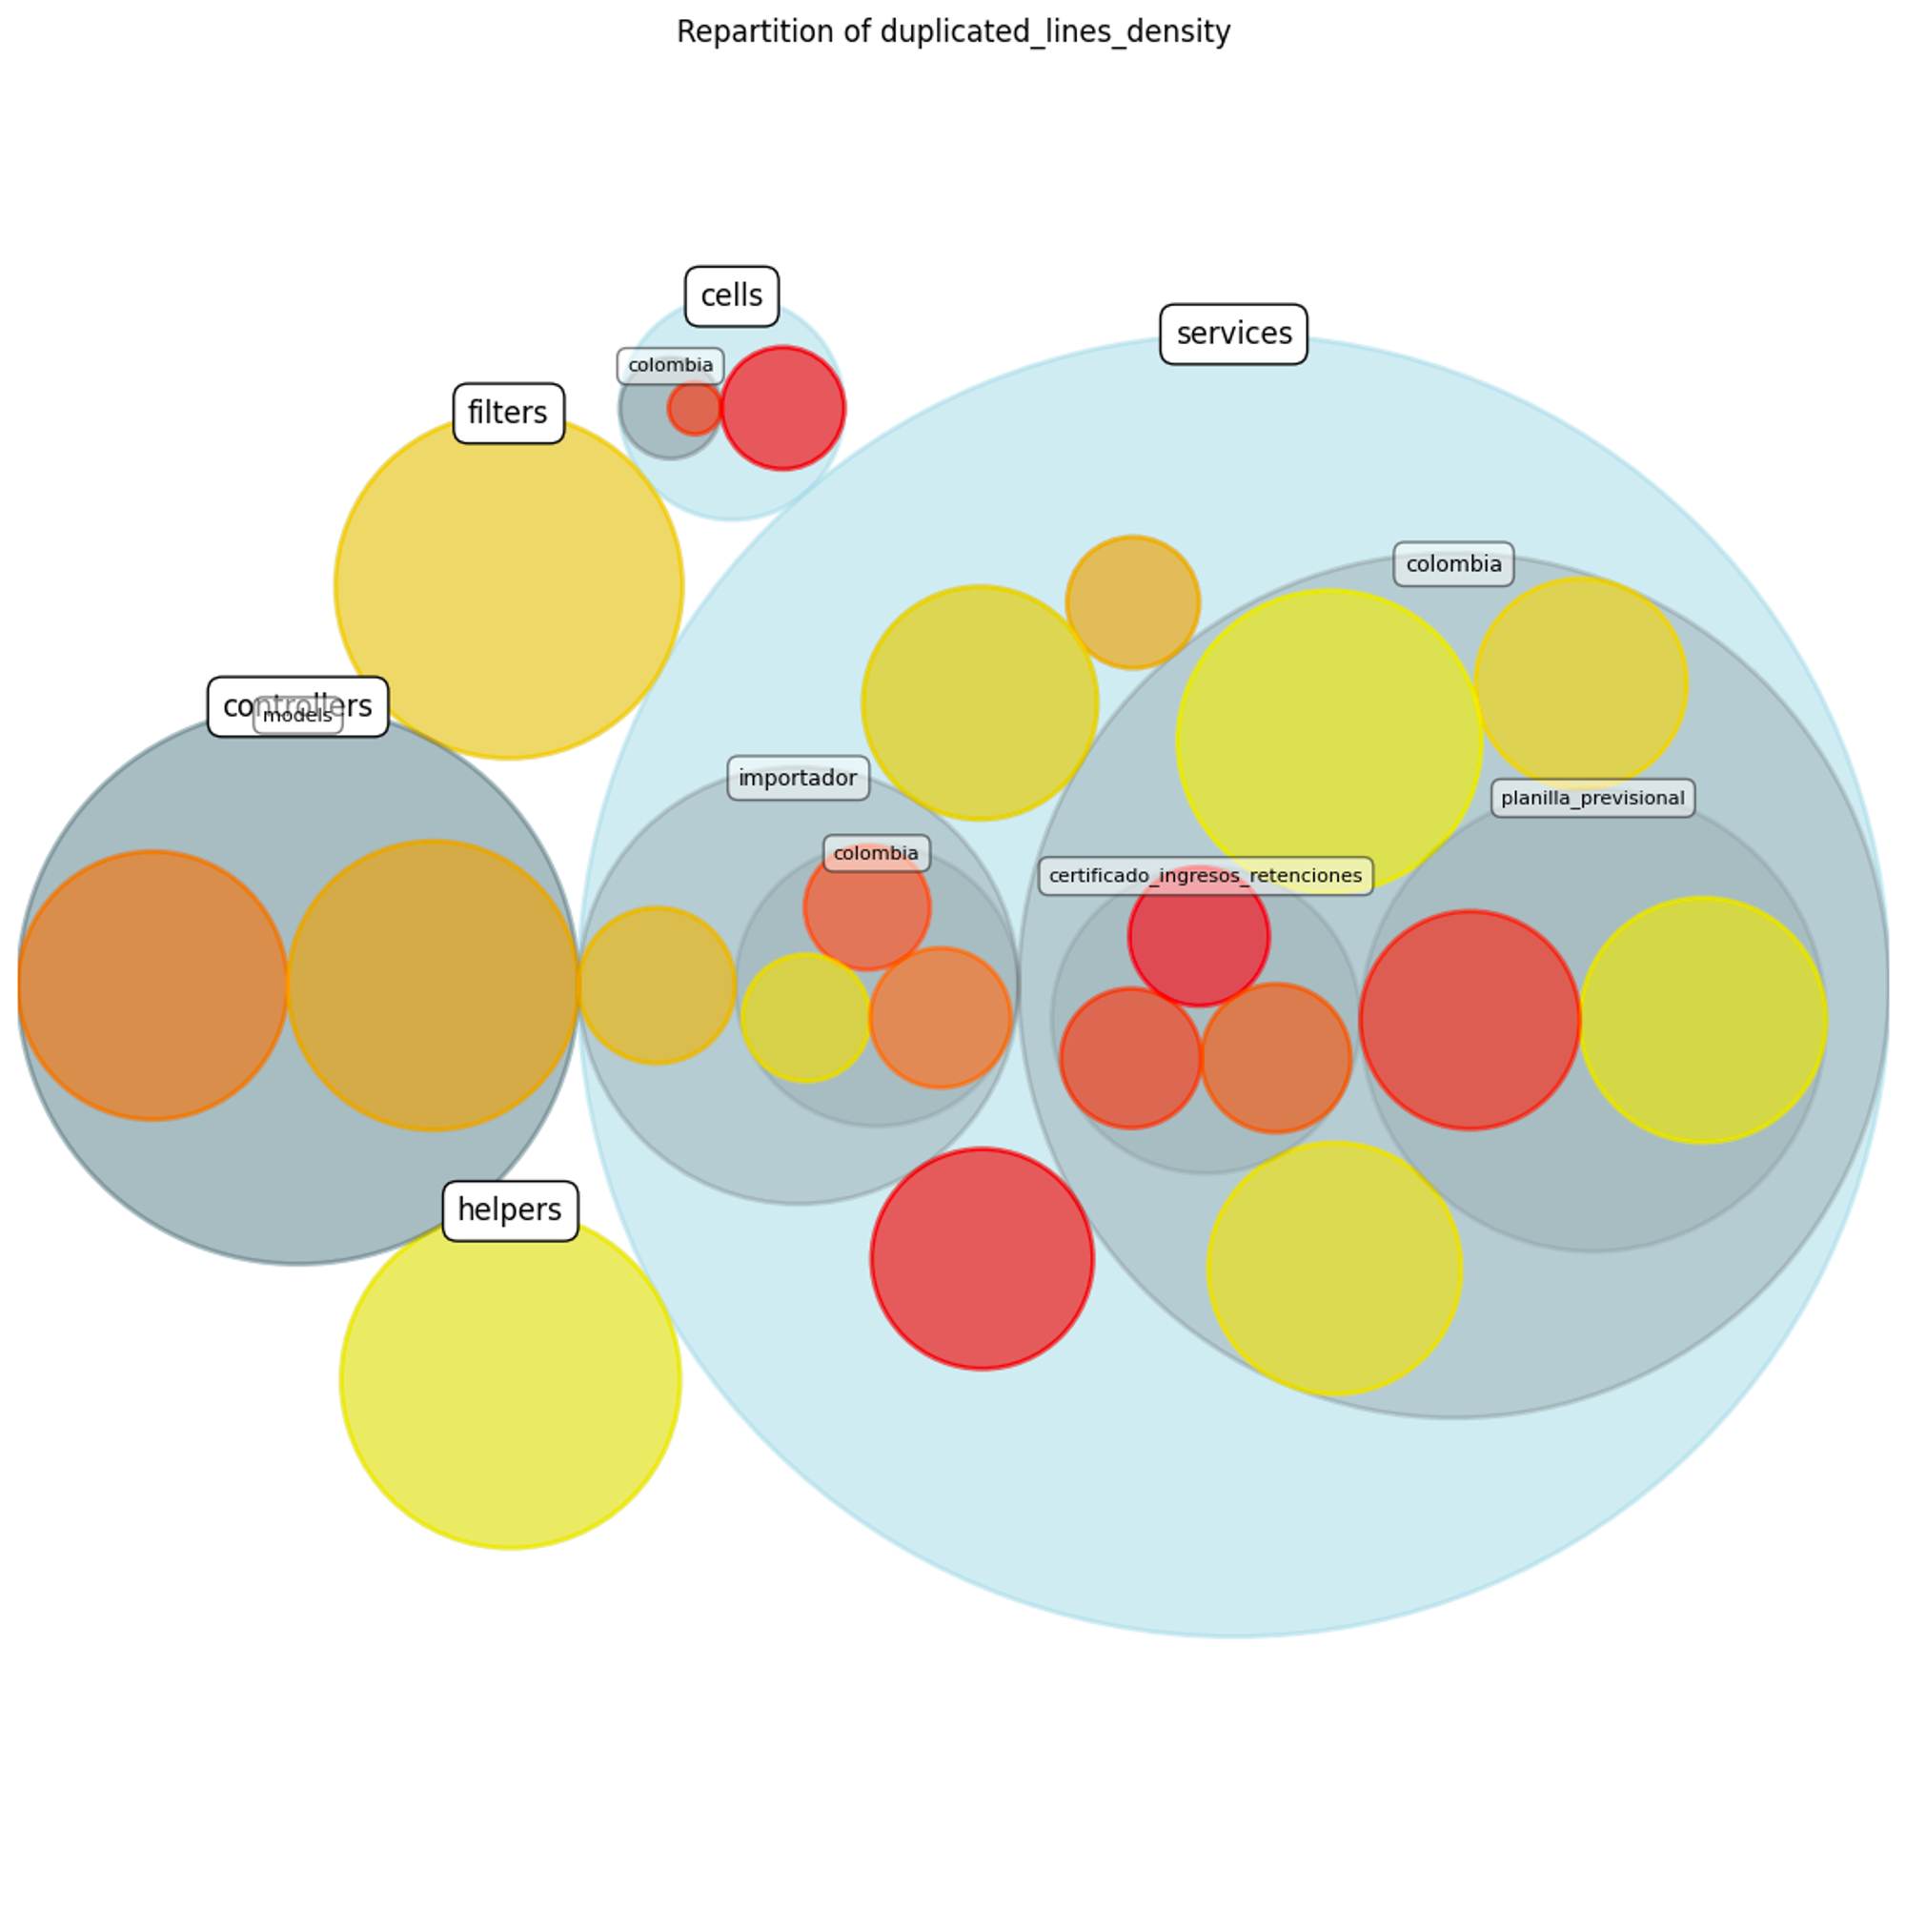 Repartition of duplicated_lines_density
cells
services
colombia
filters
colombia
controllers
models
importador
planilla_previsional
colombia
certificado_ingresos_retenciones
helpers